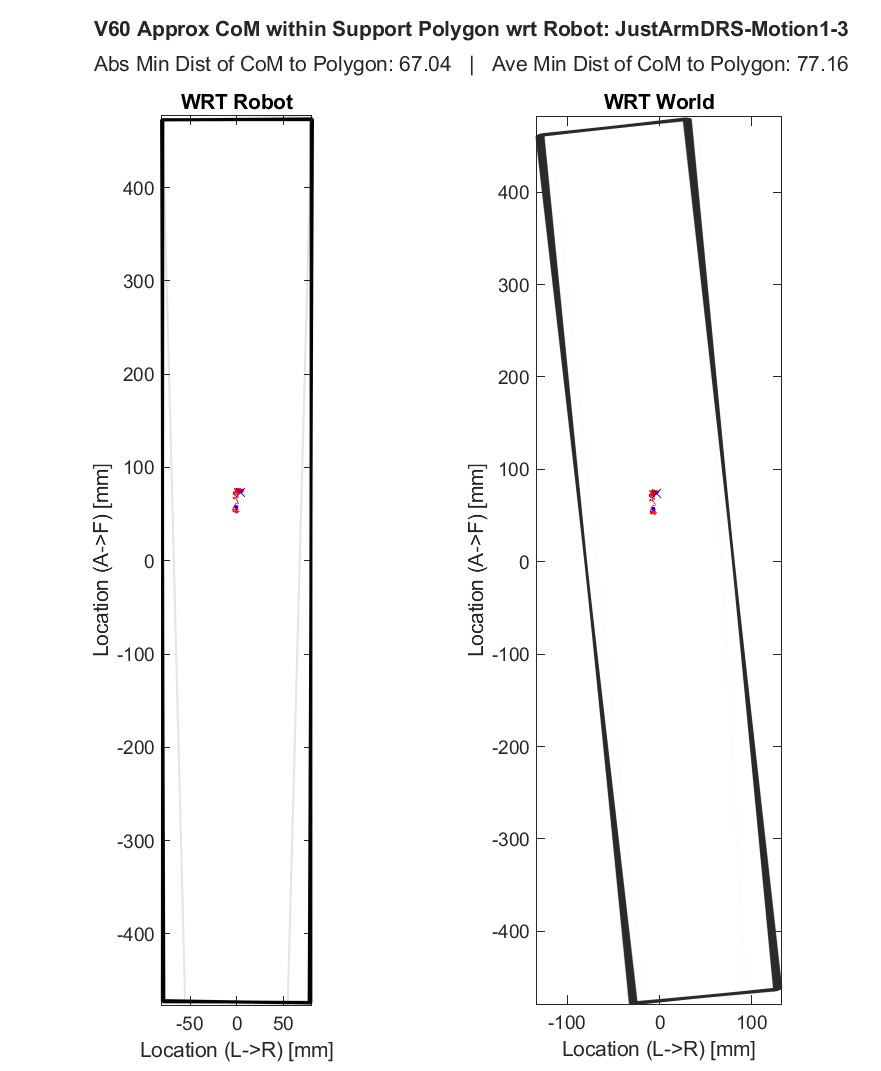 V60 Approx CoM within Support Polygon wrt Robot: JustArmDRS-Motion1-3
Abs Min Dist of CoM to Polygon: 67.04 | Ave Min Dist of CoM to Polygon: 77.16
WRT Robot
400
300
200
100
0
-100
-200
-300
-400
Location (A->F) [mm]
-50 0 50
Location (L->R) [mm]
WRT World
400
300
200
100
0
-100
-200
-300
-400
Location (A->F) [mm]
-100 0 100
Location (L->R) [mm]